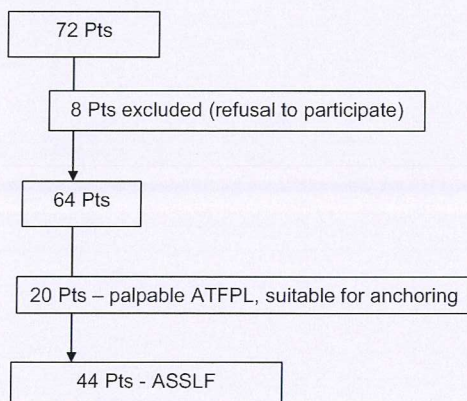 72 Pts
8 Pts excluded (refusal to participate)
64 Pts
20 Pts – palpable ATFPL, suitable for anchoring
44 Pts - ASSLF